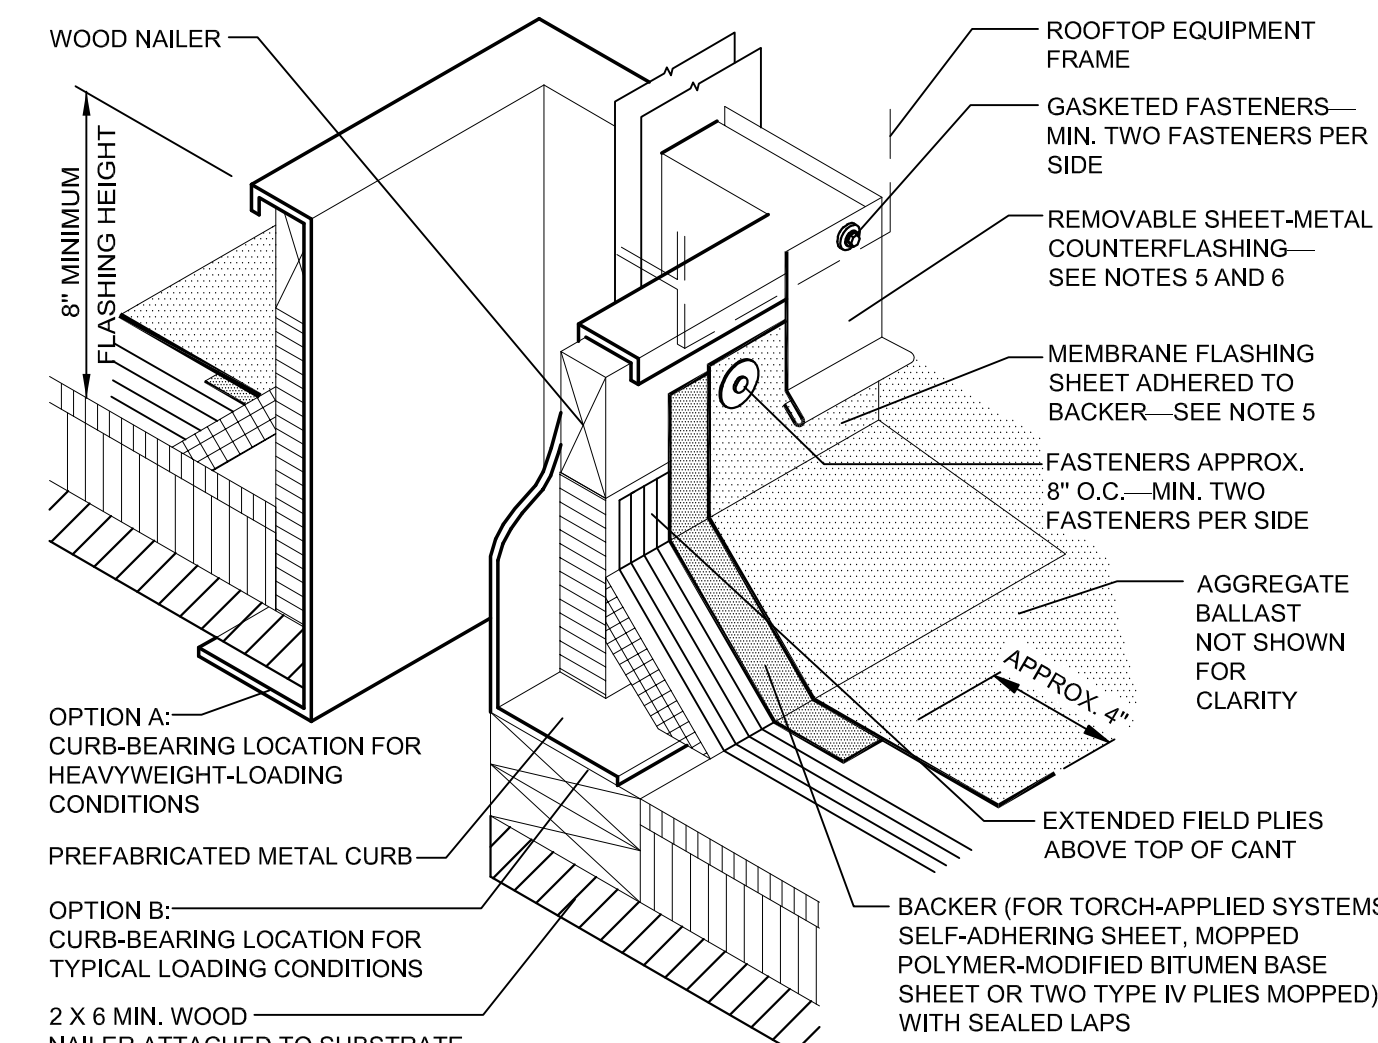 WOOD NAILER
8" MINIMUM
FLASHING HEIGHT
ROOFTOP EQUIPMENT
FRAME
GASKETED FASTENERS—
MIN. TWO FASTENERS PER
SIDE
REMOVABLE SHEET-METAL
COUNTERFLASHING—
SEE NOTES 5 AND 6
MEMBRANE FLASHING
SHEET ADHERED TO
BACKER—SEE NOTE 5
FASTENERS APPROX.
8" O.C.—MIN. TWO
FASTENERS PER SIDE
AGGREGATE
BALLAST
NOT SHOWN
FOR
CLARITY
APPROX. 4"
OPTION A:
CURB-BEARING LOCATION FOR
HEAVYWEIGHT-LOADING
CONDITIONS
PREFABRICATED METAL CURB
OPTION B:
CURB-BEARING LOCATION FOR
TYPICAL LOADING CONDITIONS
2 X 6 MIN. WOOD
NAILER ATTACHED TO SUBSTRATE
EXTENDED FIELD PLIES
ABOVE TOP OF CANT
BACKER (FOR TORCH-APPLIED SYSTEMS
SELF-ADHERING SHEET, MOPPED
POLYMER-MODIFIED BITUMEN BASE
SHEET OR TWO TYPE IV PLIES MOPPED)
WITH SEALED LAPS